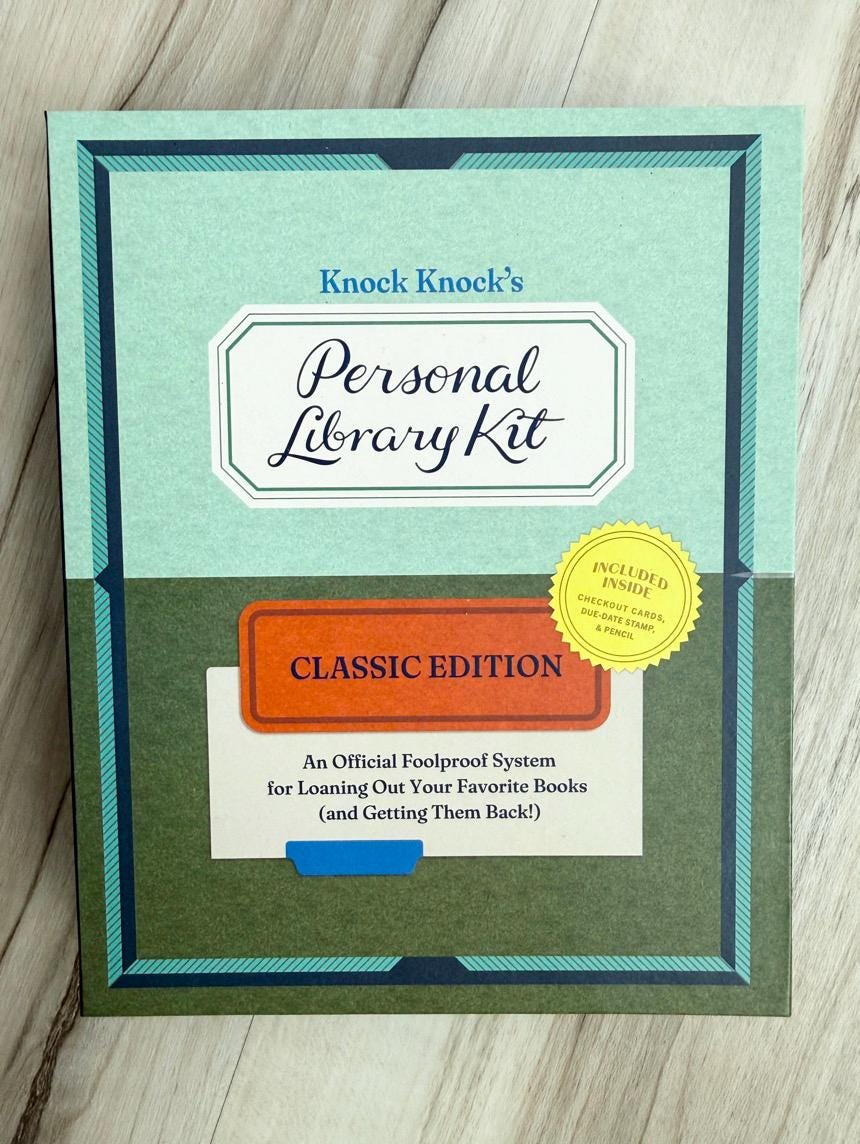 Knock Knock’s
Personal
Library Kit
INCLUDED
INSIDE
CHECKOUT CARDS,
DUE-DATE STAMP,
& PENCIL
CLASSIC EDITION
An Official Foolproof System
for Loaning Out Your Favorite Books
(and Getting Them Back!)